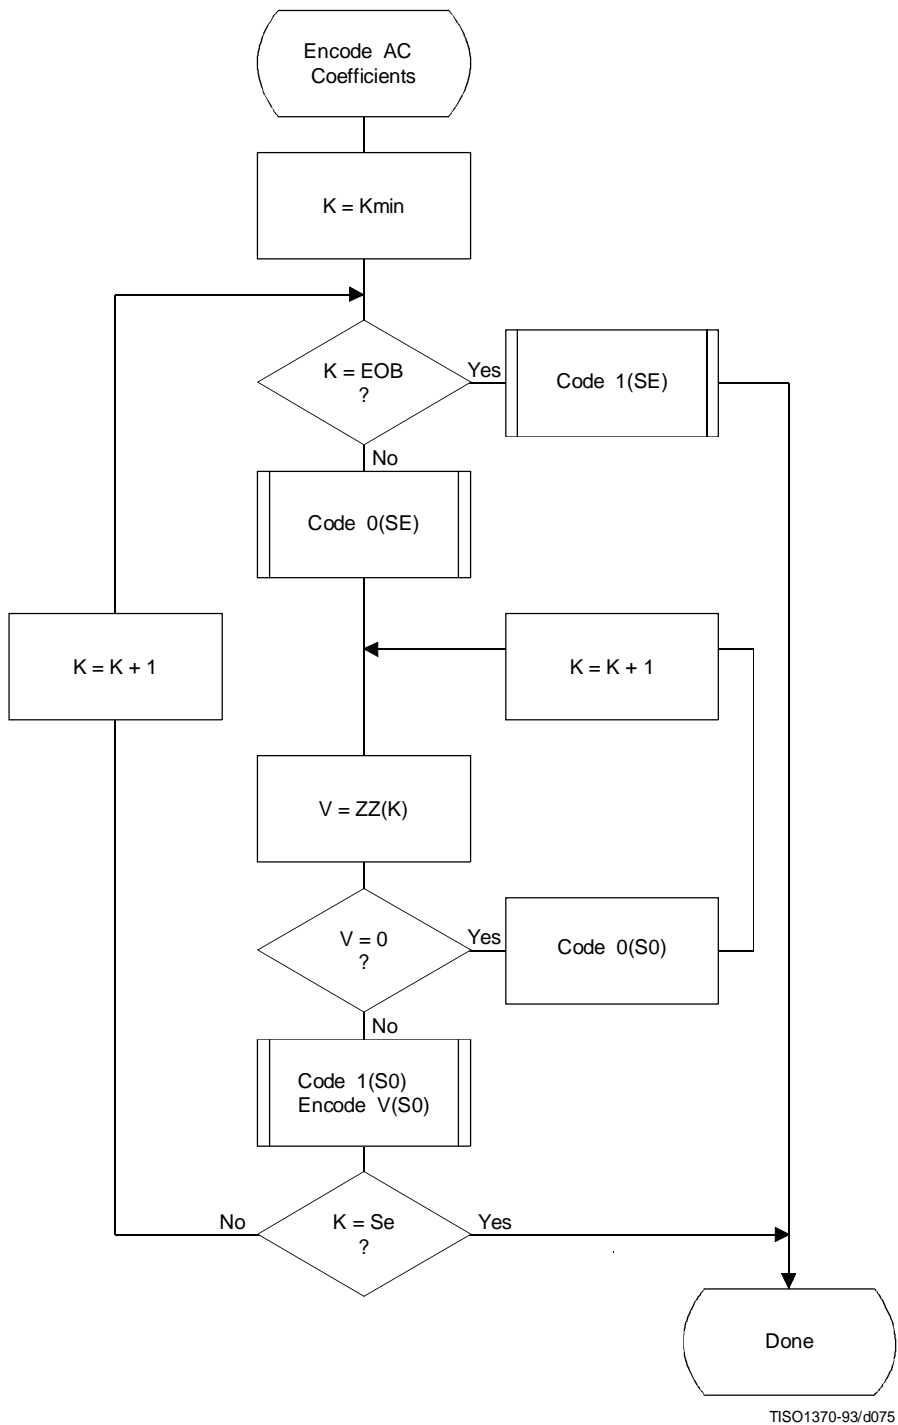 Encode AC
Coefficients
K = Kmin
K = EOB
?
Yes
Code 1(SE)
No
Code 0(SE)
K = K + 1
K = K + 1
V = ZZ(K)
V = 0
?
Yes
Code 0(S0)
No
Code 1(S0)
Encode V(S0)
No
K = Se
?
Yes
Done
TISO1370-93/d075